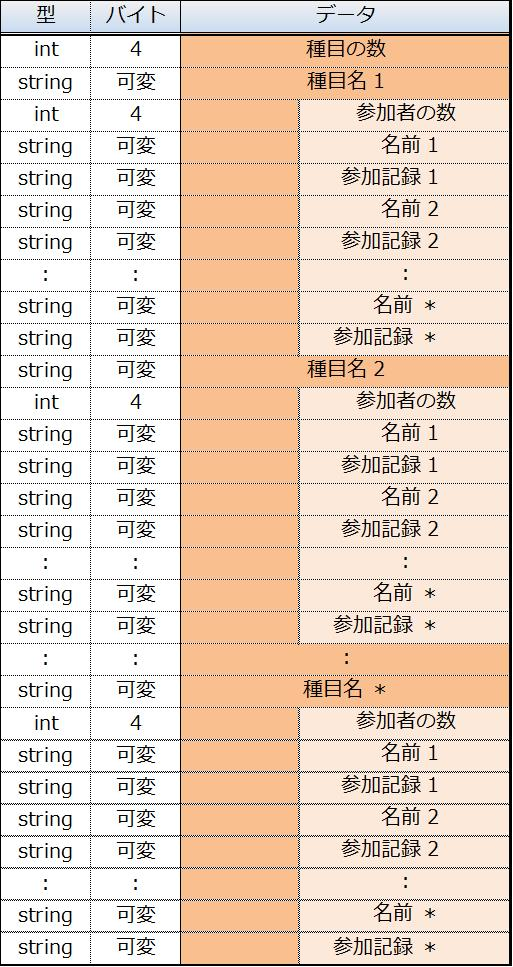 型 バイト データ
int 4 種目の数
string 可変 種目名 1
int 4 参加者の数
string 可変 名前 1
string 可変 参加記録 1
string 可変 名前 2
string 可変 参加記録 2
: : :
string 可変 名前 *
string 可変 参加記録 *
string 可変 種目名 2
int 4 参加者の数
string 可変 名前 1
string 可変 参加記録 1
string 可変 名前 2
string 可変 参加記録 2
: : :
string 可変 名前 *
string 可変 参加記録 *
: : :
string 可変 種目名 *
int 4 参加者の数
string 可変 名前 1
string 可変 参加記録 1
string 可変 名前 2
string 可変 参加記録 2
: : :
string 可変 名前 *
string 可変 参加記録 *